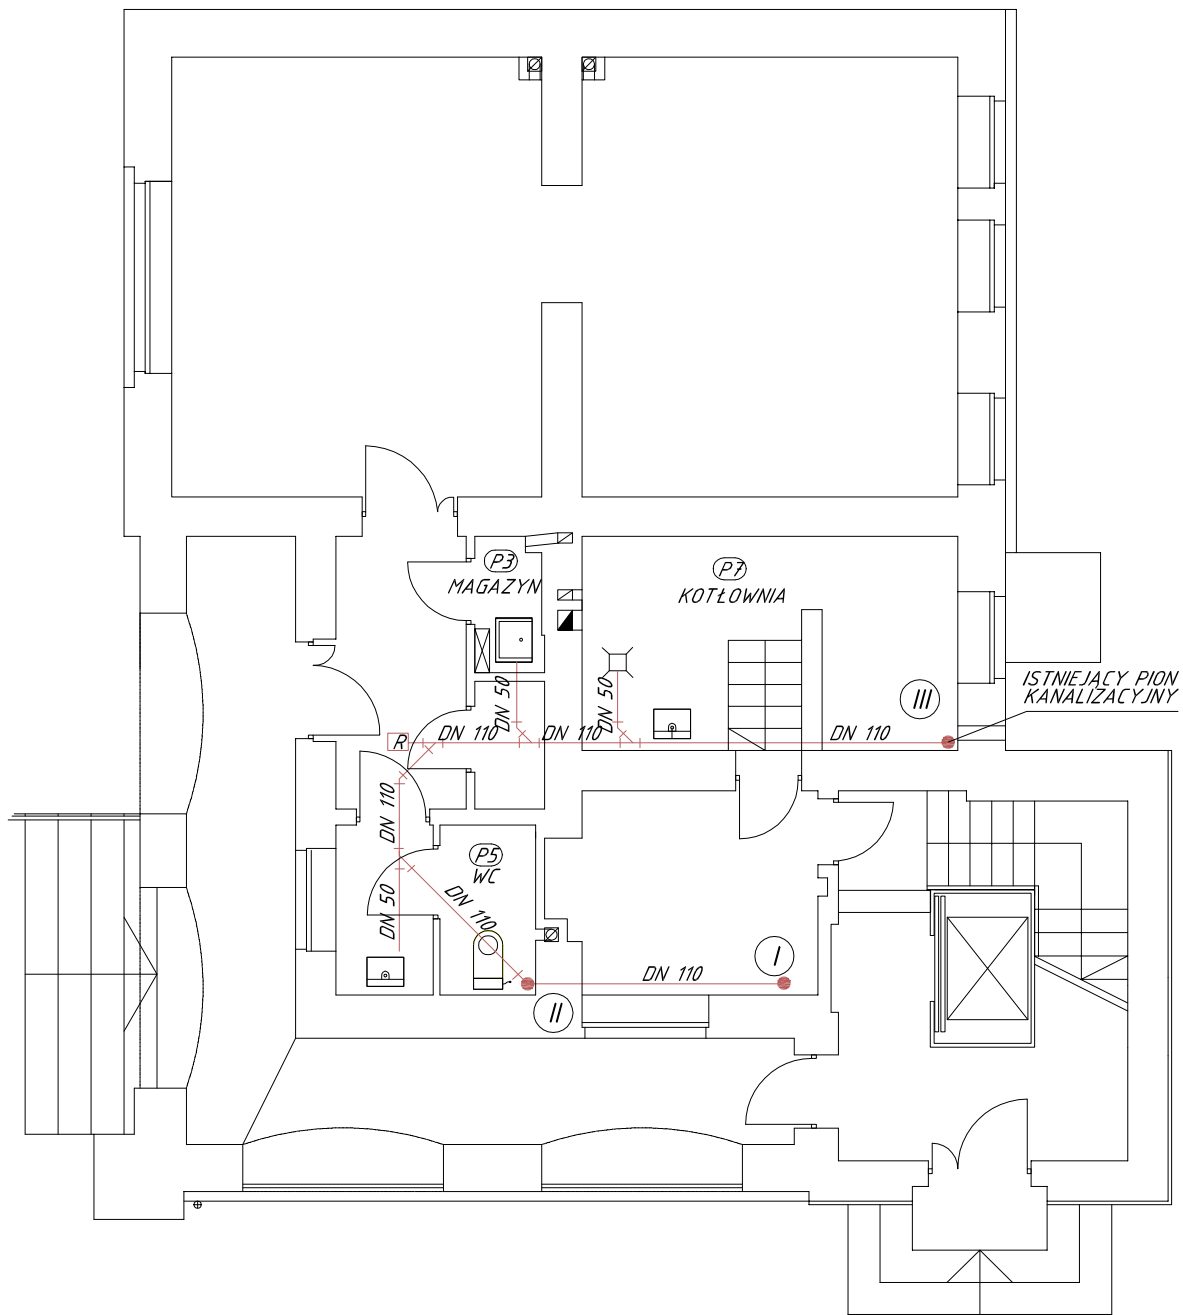 P3
MAGAZYN
P7
KOTŁOWNIA
DN 50
DN 50
III
ISTNIEJĄCY PION
KANALIZACYJNY
R
DN 110
DN 110
DN 110
DN 110
P5
WC
DN 50
DN 110
DN 110
I
II